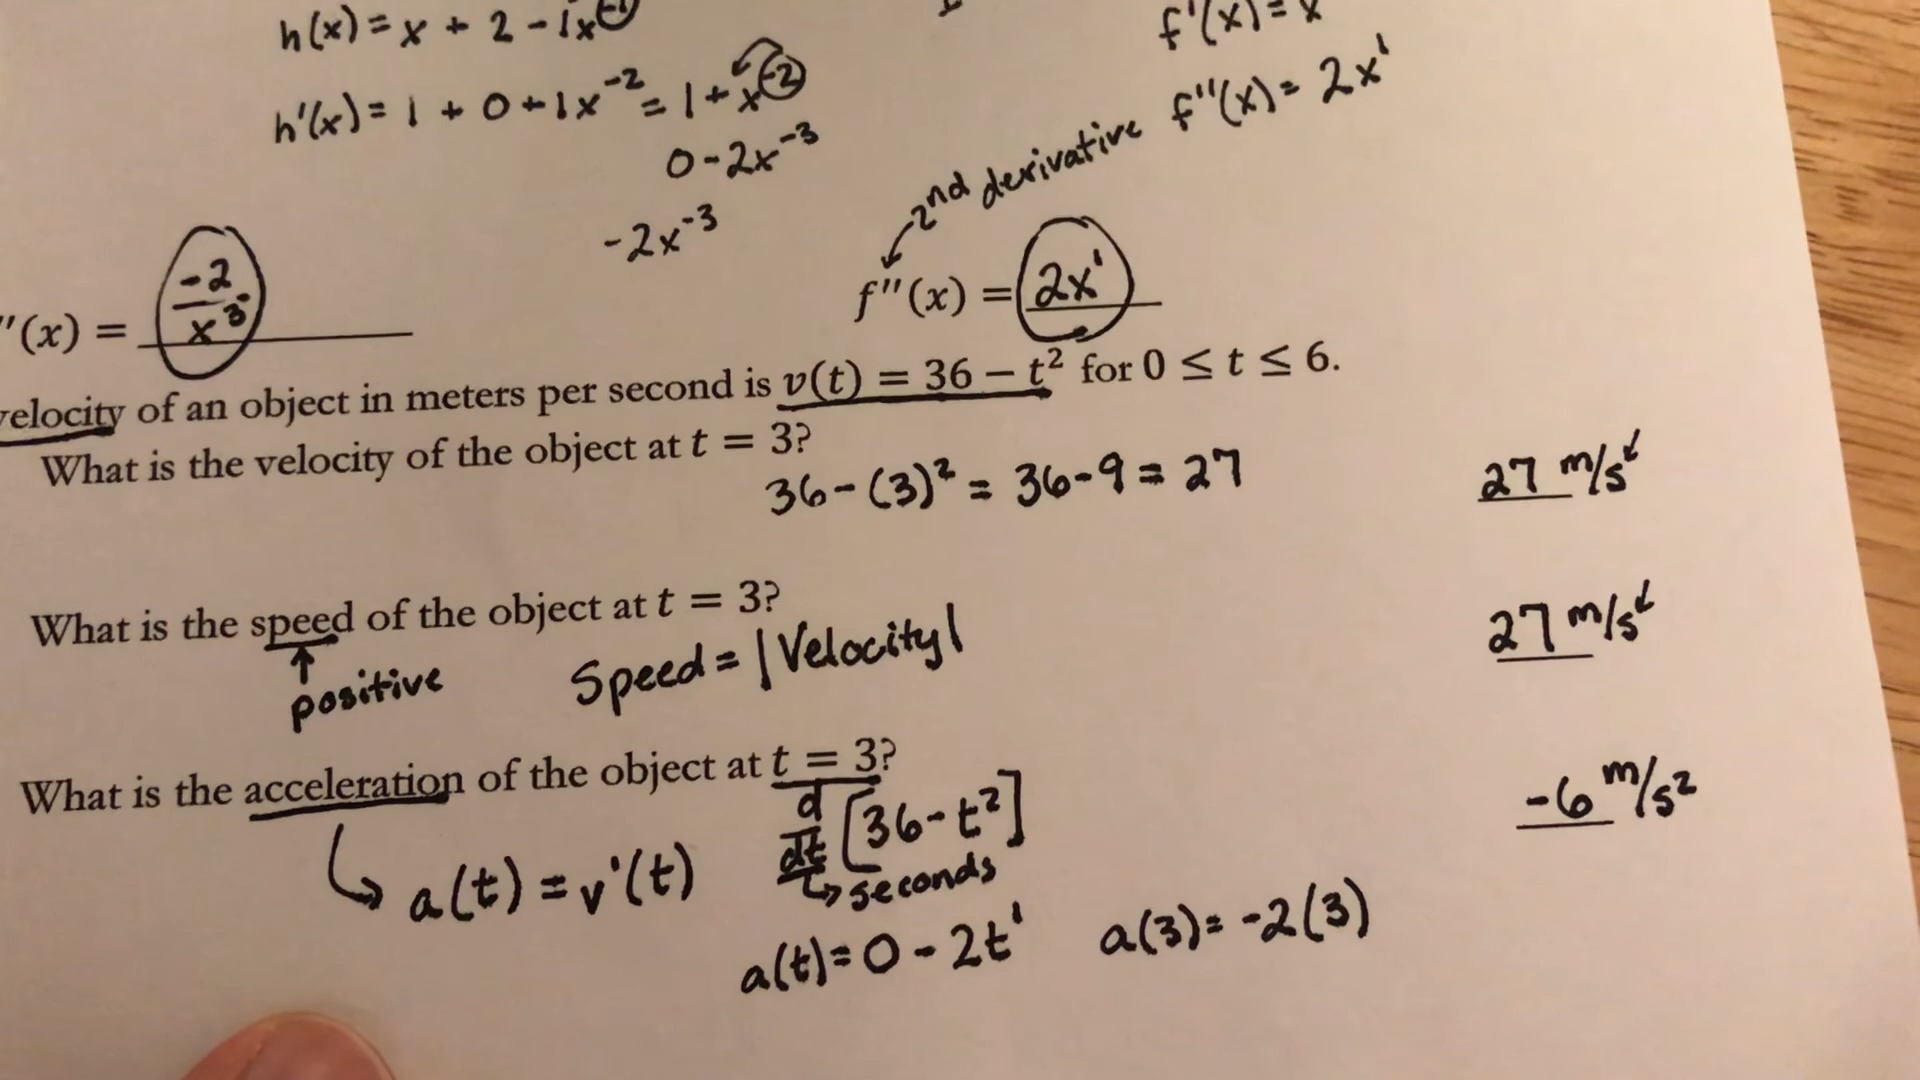 h(x) = x + 2 - 1x⁻¹
h'(x) = 1 + 0 + 1x⁻² = 1 + x⁻²
0 - 2x⁻³
-2x⁻³
f'(x) = x
f''(x) = 2x¹
2nd derivative
''(x) = -2/x³
f''(x) = 2x¹
velocity of an object in meters per second is v(t) = 36 − t² for 0 ≤ t ≤ 6.
What is the velocity of the object at t = 3?
36 - (3)² = 36 - 9 = 27
27 m/s
What is the speed of the object at t = 3?
positive
Speed = |Velocity|
27 m/s
What is the acceleration of the object at t = 3?
d/dt [36 - t²]
-6 m/s²
a(t) = v'(t)
seconds
a(t) = 0 - 2t¹
a(3) = -2(3)